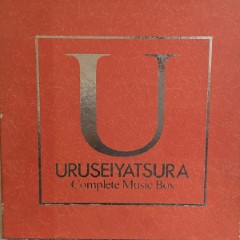 U
URUSEIYATSURA
Complete Music Box